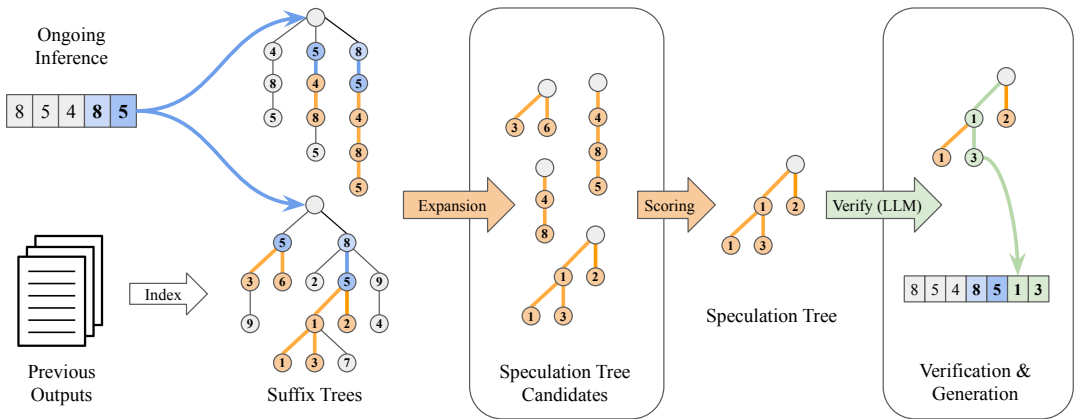 Ongoing
Inference
8 5 4 8 5
4 5 8
8 4 5
5 8 4
5 8
5
Previous
Outputs
Index
5 8
3 6 2 5 9
9 1 2 4
1 3 7
Suffix Trees
Expansion
3 6
4
8
5
4
8
1 2
1 3
Speculation Tree
Candidates
Scoring
1 2
1 3
Speculation Tree
Verify (LLM)
1 2
1 3
8 5 4 8 5 1 3
Verification &
Generation